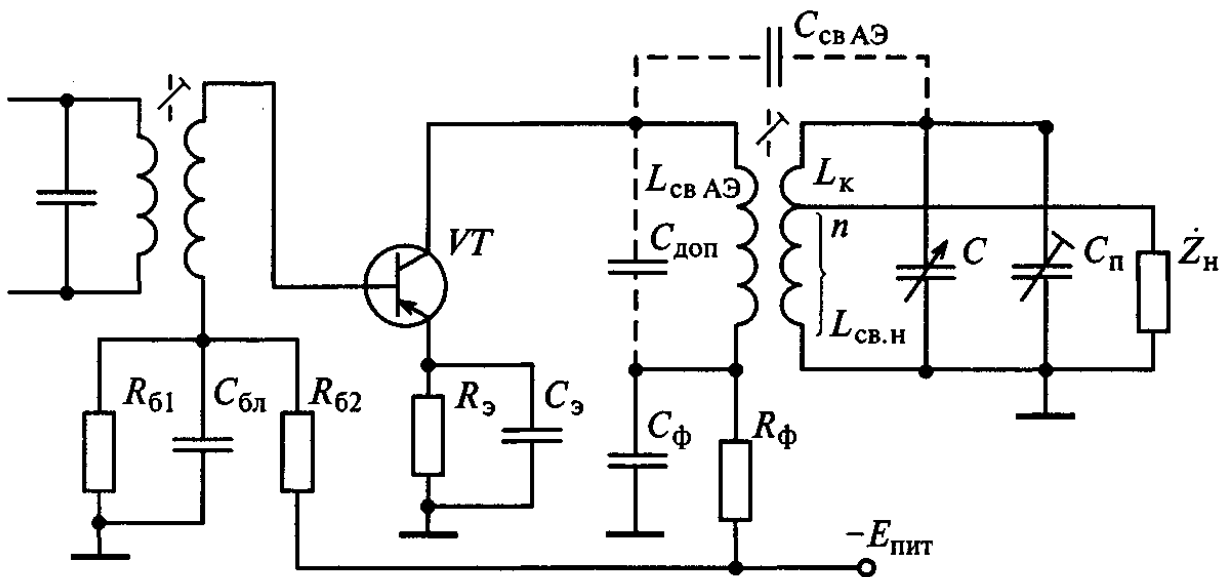 C св АЭ
L св АЭ
L к
n
VT
C доп
C
C п
Ż н
L св.н
R б1
C бл
R б2
R э
C э
C ф
R ф
−E пит